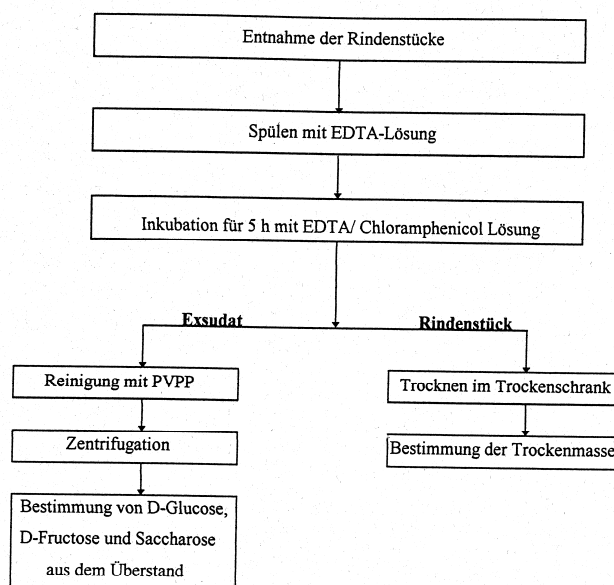 Entnahme der Rindenstücke
Spülen mit EDTA-Lösung
Inkubation für 5 h mit EDTA/ Chloramphenicol Lösung
Exsudat
Rindenstück
Reinigung mit PVPP
Trocknen im Trockenschrank
Zentrifugation
Bestimmung der Trockenmasse
Bestimmung von D-Glucose,
D-Fructose und Saccharose
aus dem Überstand